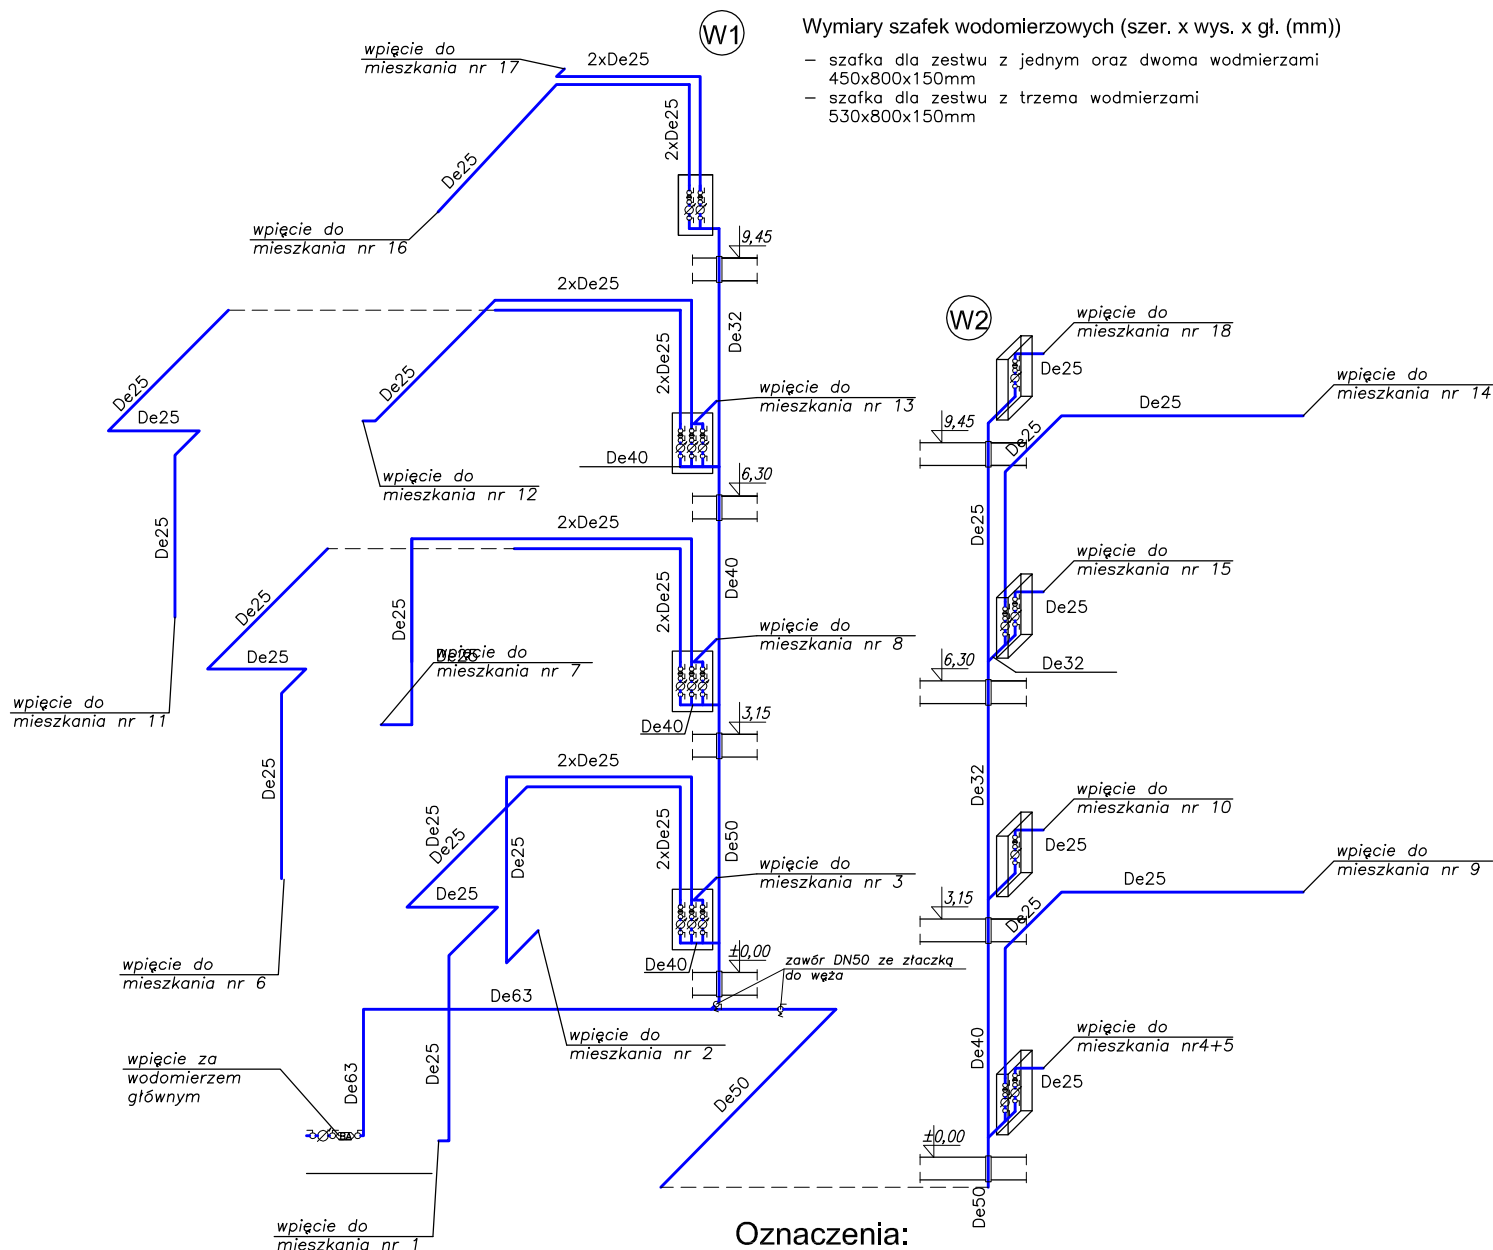 W1
Wymiary szafek wodomierzowych (szer. x wys. x gł. (mm))
– szafka dla zestwu z jednym oraz dwoma wodmierzami
450x800x150mm
– szafka dla zestwu z trzema wodmierzami
530x800x150mm
wpięcie do
mieszkania nr 17
2xDe25
2xDe25
De25
wpięcie do
mieszkania nr 16
9,45
2xDe25
De32
W2
wpięcie do
mieszkania nr 18
De25
De25
De25
2xDe25
wpięcie do
mieszkania nr 13
De25
wpięcie do
mieszkania nr 14
De25
9,45
De25
De40
wpięcie do
mieszkania nr 12
6,30
De25
2xDe25
De25
De40
wpięcie do
mieszkania nr 15
De25
De25
De25
2xDe25
wpięcie do
mieszkania nr 8
De25
De25
wpięcie do
mieszkania nr 7
6,30
De32
wpięcie do
mieszkania nr 11
De40
3,15
De25
2xDe25
De32
wpięcie do
mieszkania nr 10
De25
De25
De25
De25
2xDe25
De50
wpięcie do
mieszkania nr 3
De25
wpięcie do
mieszkania nr 9
De25
3,15
De25
De40
±0,00
zawór DN50 ze złaczką
do węża
wpięcie do
mieszkania nr 6
De63
wpięcie do
mieszkania nr 2
De25
De40
wpięcie do
mieszkania nr4+5
De25
wpięcie za
wodomierzem
głównym
De63
De50
BA
±0,00
De50
wpięcie do
mieszkania nr 1
Oznaczenia: